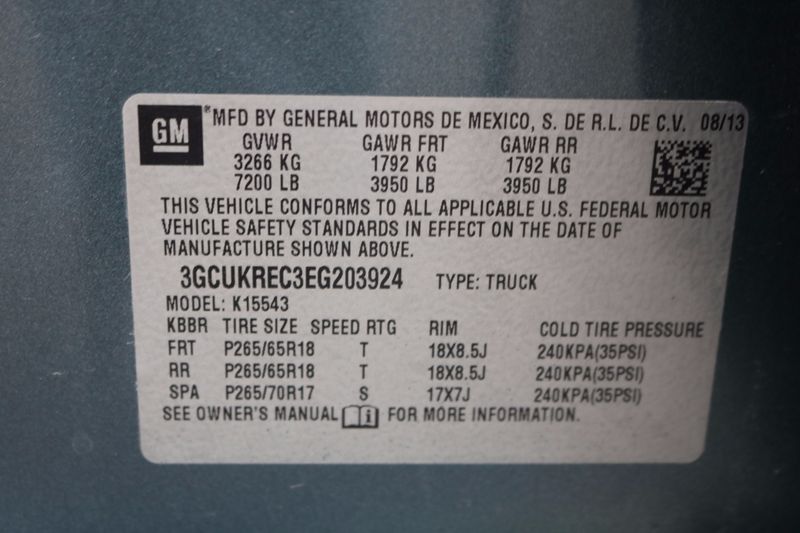 GM *MFD BY GENERAL MOTORS DE MEXICO, S. DE R.L. DE C.V. 08/13
GVWR GAWR FRT GAWR RR
3266 KG 1792 KG 1792 KG
7200 LB 3950 LB 3950 LB
THIS VEHICLE CONFORMS TO ALL APPLICABLE U.S. FEDERAL MOTOR
VEHICLE SAFETY STANDARDS IN EFFECT ON THE DATE OF
MANUFACTURE SHOWN ABOVE.
3GCUKREC3EG203924 TYPE: TRUCK
MODEL: K15543
KBBR TIRE SIZE SPEED RTG RIM COLD TIRE PRESSURE
FRT P265/65R18 T 18X8.5J 240KPA(35PSI)
RR P265/65R18 T 18X8.5J 240KPA(35PSI)
SPA P265/70R17 S 17X7J 240KPA(35PSI)
SEE OWNER'S MANUAL i FOR MORE INFORMATION.